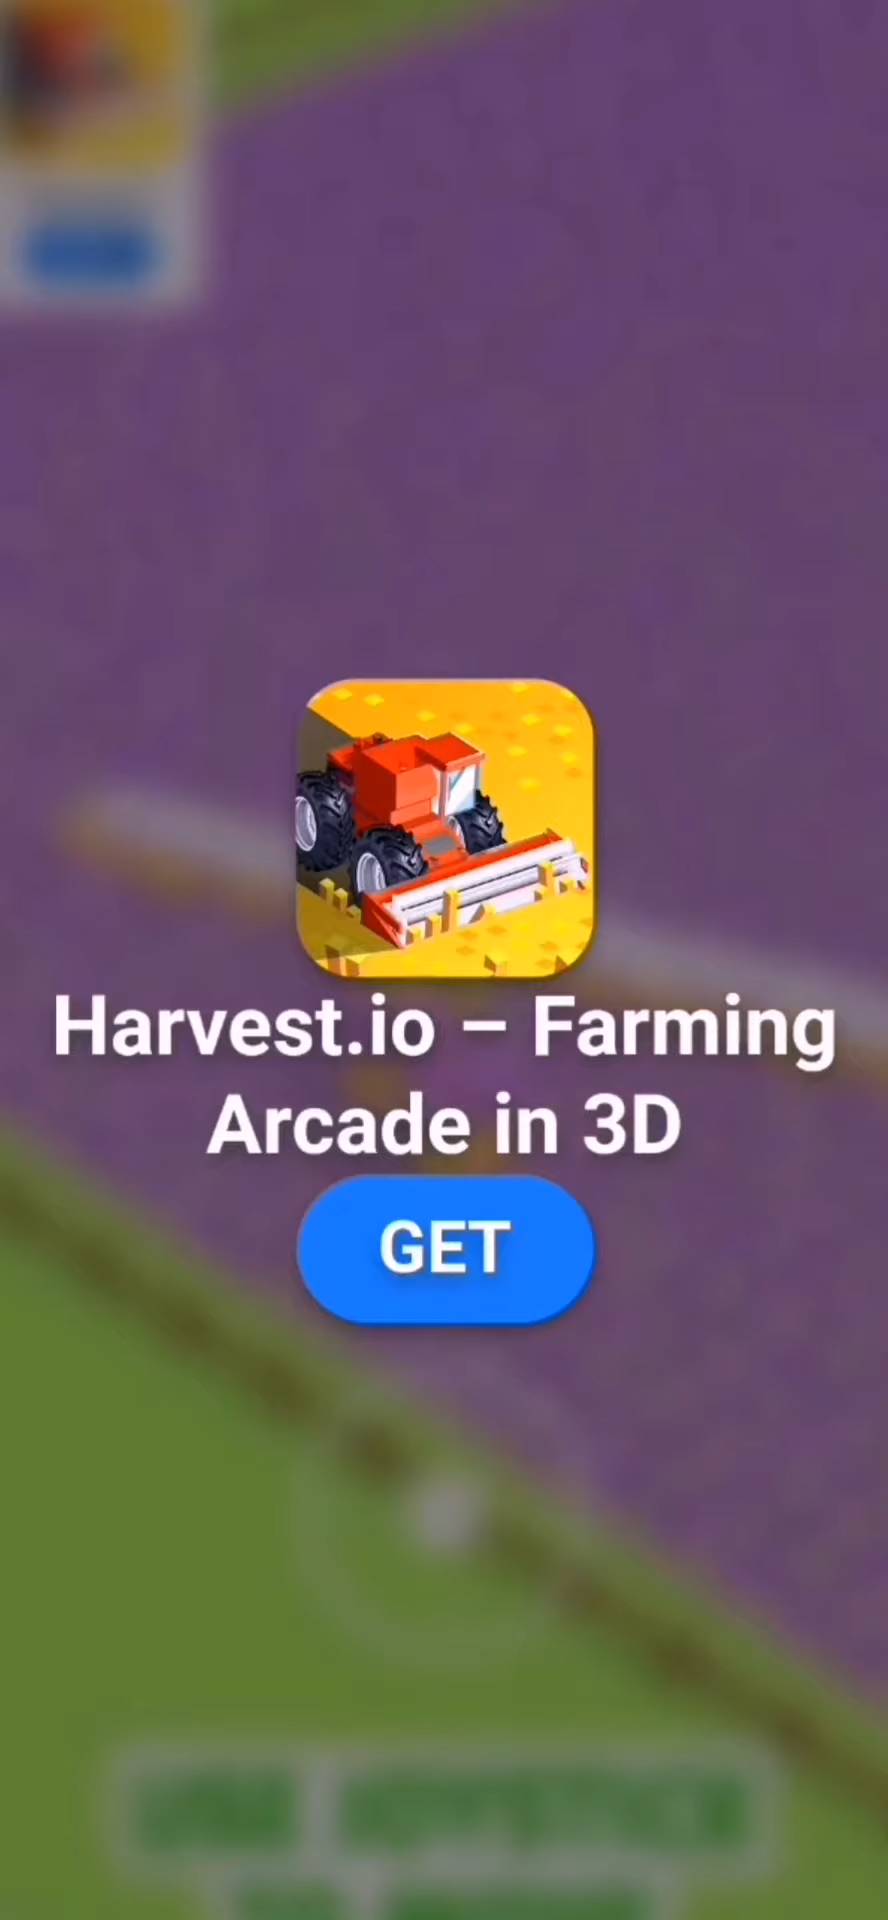 Harvest.io – Farming
Arcade in 3D
GET